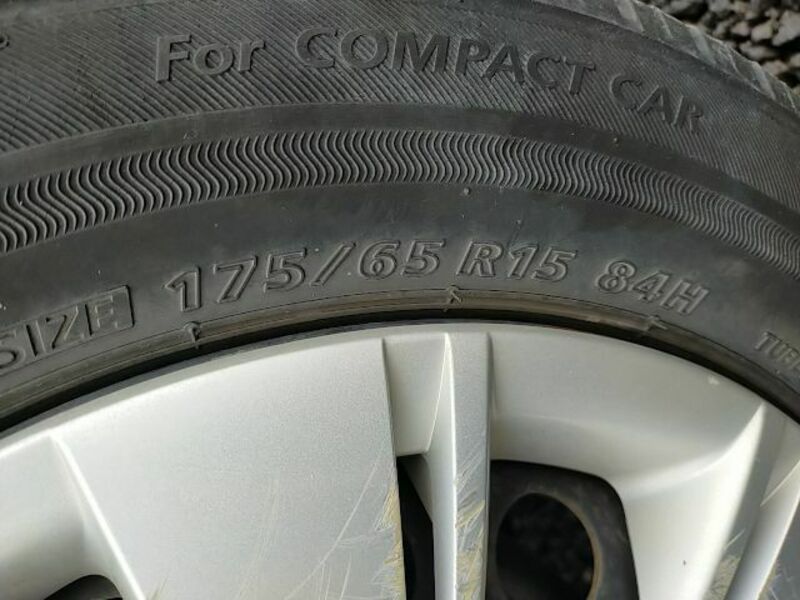 For COMPACT CAR
SIZE 175/65 R15 84H